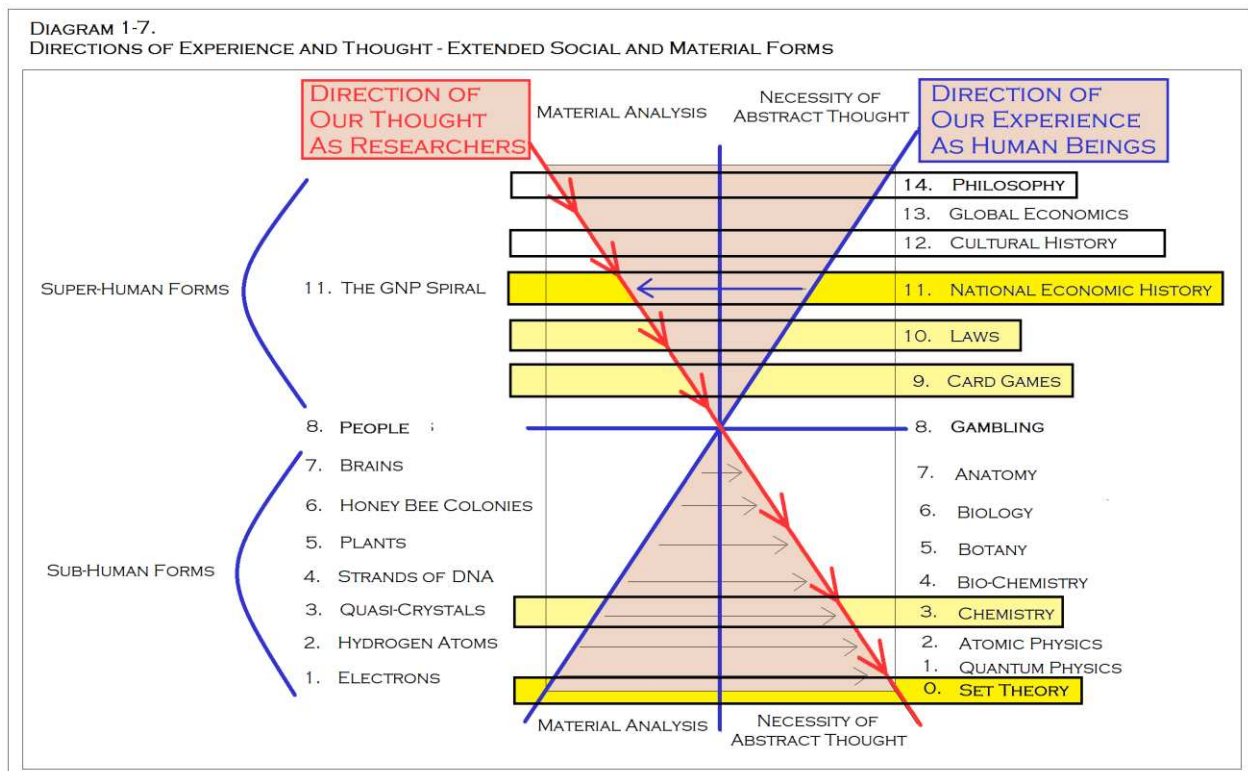 Diagram 1-7.
Directions of Experience and Thought - Extended Social and Material Forms
Direction of
Our Thought
As Researchers
Material Analysis
Necessity of
Abstract Thought
Direction of
Our Experience
As Human Beings
14. Philosophy
13. Global Economics
12. Cultural History
Super-Human Forms
11. The GNP Spiral
11. National Economic History
10. Laws
9. Card Games
8. People ;
8. Gambling
7. Brains
7. Anatomy
6. Honey Bee Colonies
6. Biology
5. Plants
5. Botany
Sub-Human Forms
4. Strands of DNA
4. Bio-Chemistry
3. Quasi-Crystals
3. Chemistry
2. Hydrogen Atoms
2. Atomic Physics
1. Electrons
1. Quantum Physics
0. Set Theory
Material Analysis
Necessity of
Abstract Thought